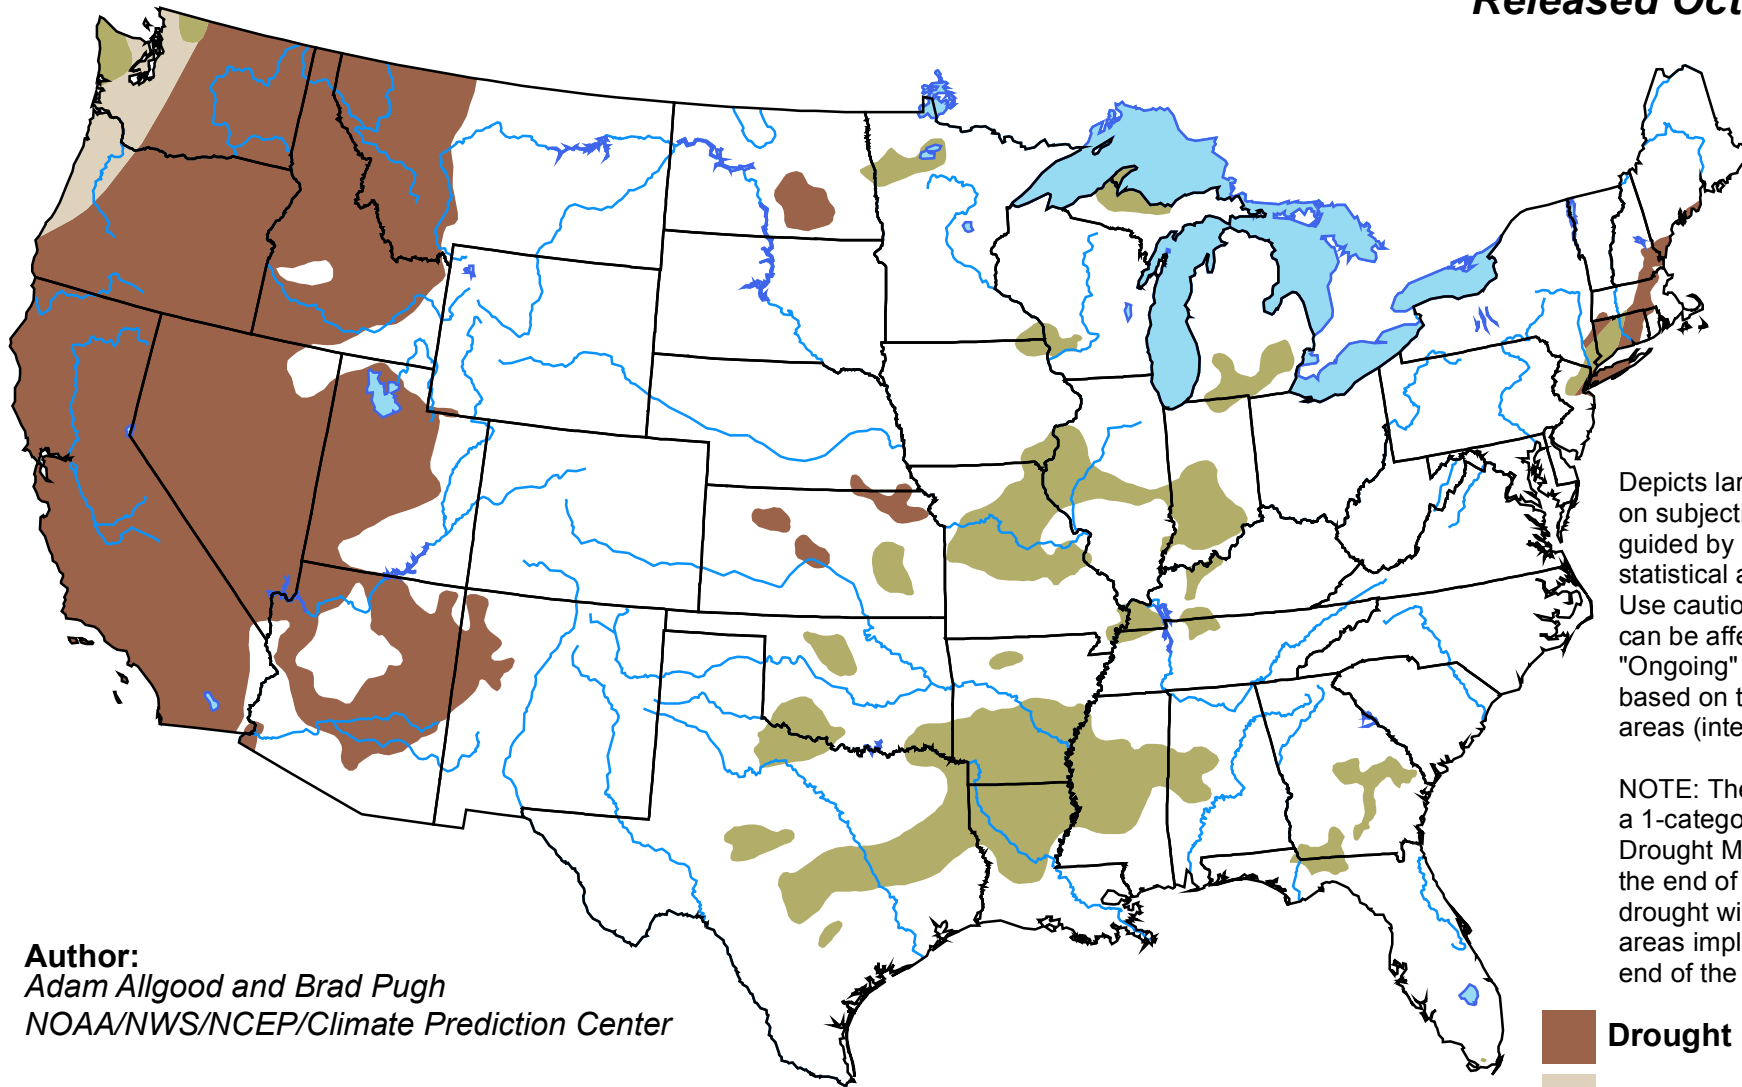 Released Oct
Depicts lar
on subjecti
guided by
statistical a
Use cautio
can be affe
"Ongoing"
based on t
areas (inte
NOTE: The
a 1-catego
Drought M
the end of
drought wi
areas impl
end of the
Author:
Adam Allgood and Brad Pugh
NOAA/NWS/NCEP/Climate Prediction Center
Drought